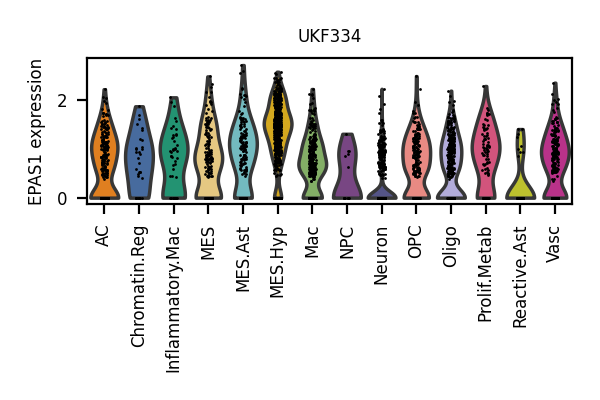 UKF334
EPAS1 expression
2
0
AC
Chromatin.Reg
Inflammatory.Mac
MES
MES.Ast
MES.Hyp
Mac
NPC
Neuron
OPC
Oligo
Prolif.Metab
Reactive.Ast
Vasc